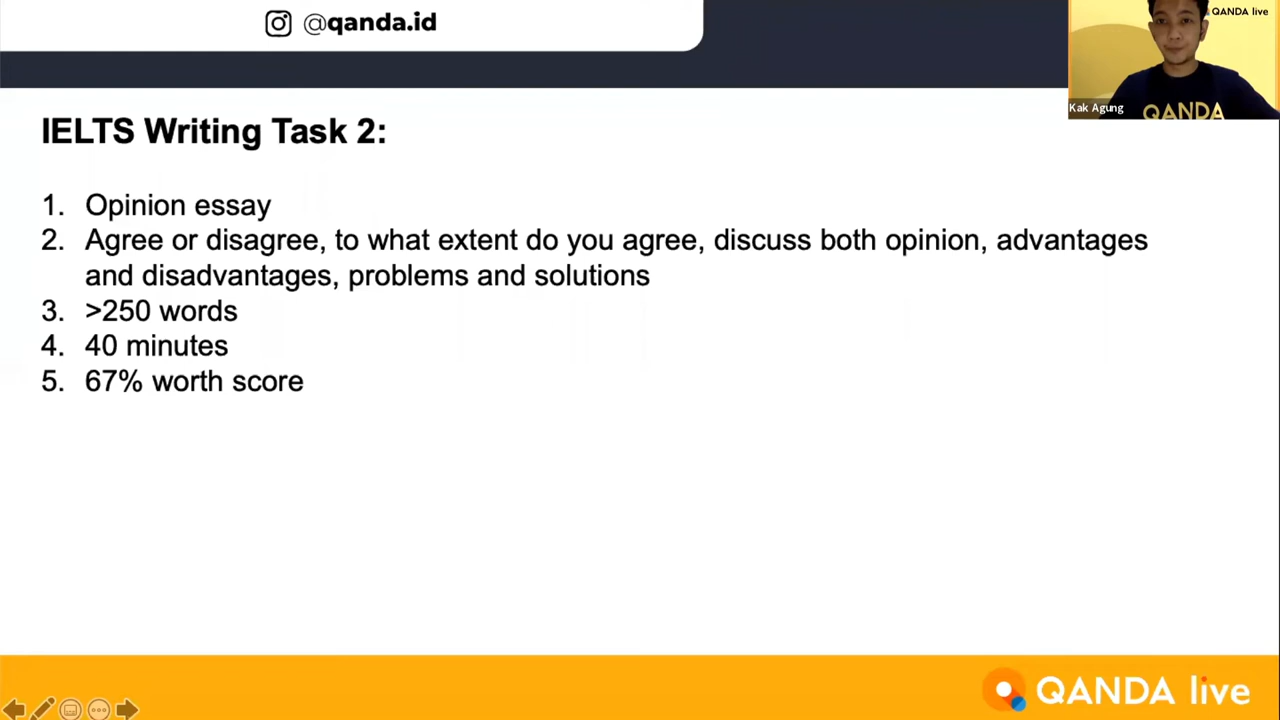 @qanda.id
QANDA live
Kak Agung
QANDA
IELTS Writing Task 2:
1. Opinion essay
2. Agree or disagree, to what extent do you agree, discuss both opinion, advantages
and disadvantages, problems and solutions
3. >250 words
4. 40 minutes
5. 67% worth score
QANDA live